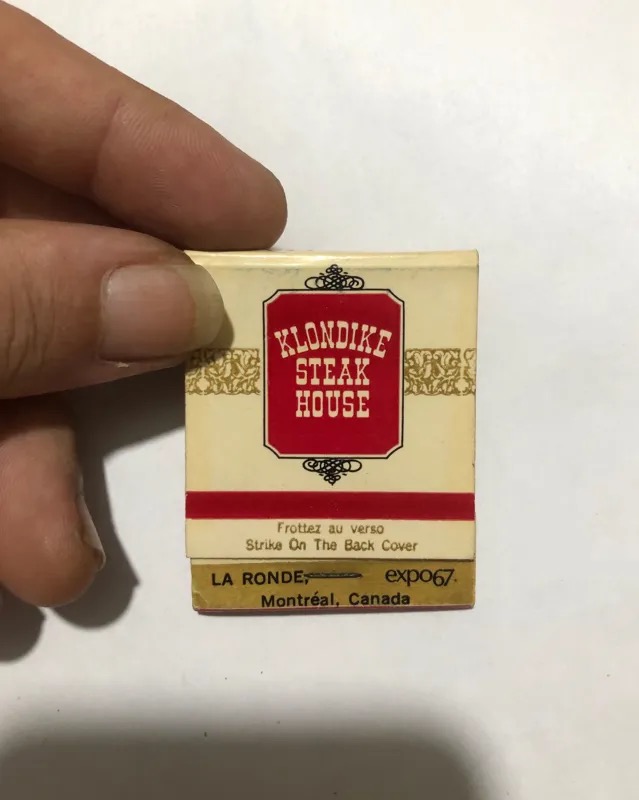 KLONDIKE
STEAK
HOUSE
Frottez au verso
Strike On The Back Cover
LA RONDE, expo67
Montréal, Canada